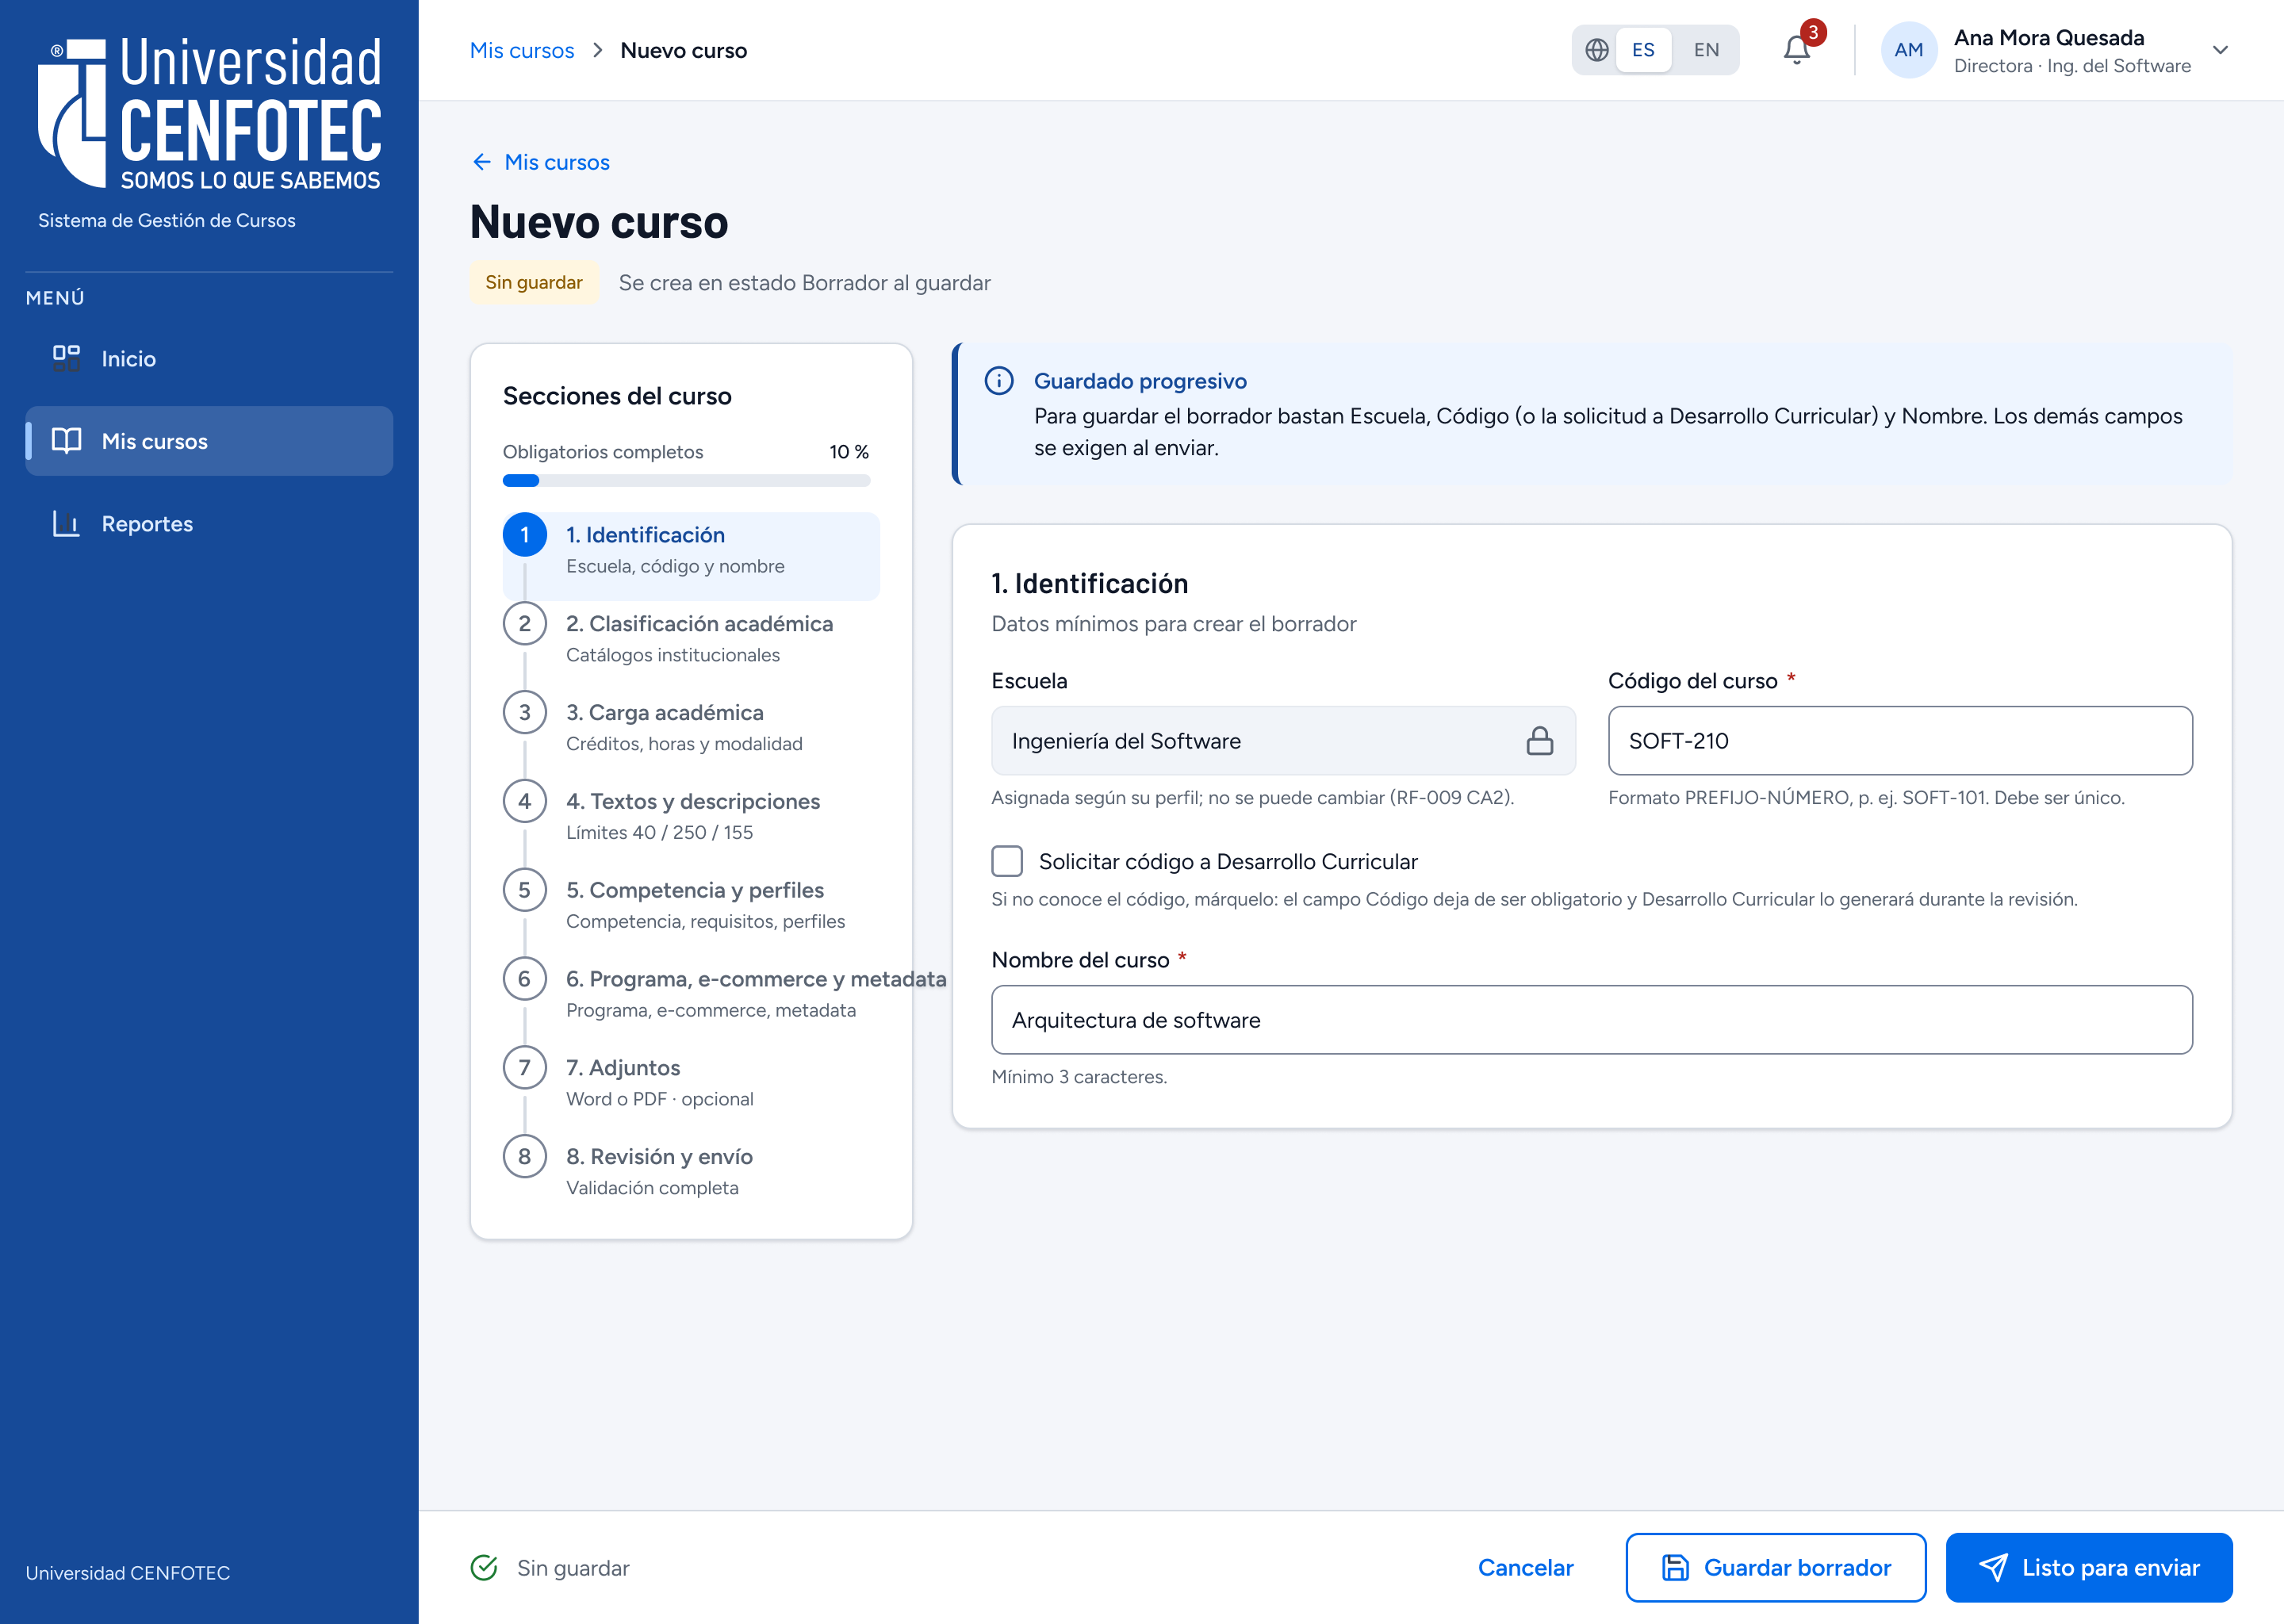 ® Universidad
CENFOTEC
SOMOS LO QUE SABEMOS
Sistema de Gestión de Cursos
MENÚ
Inicio
Mis cursos
Reportes
Universidad CENFOTEC
Mis cursos > Nuevo curso
ES EN
3
AM
Ana Mora Quesada
Directora · Ing. del Software
← Mis cursos
Nuevo curso
Sin guardar Se crea en estado Borrador al guardar
Secciones del curso
Obligatorios completos 10 %
1 1. Identificación
Escuela, código y nombre
2 2. Clasificación académica
Catálogos institucionales
3 3. Carga académica
Créditos, horas y modalidad
4 4. Textos y descripciones
Límites 40 / 250 / 155
5 5. Competencia y perfiles
Competencia, requisitos, perfiles
6 6. Programa, e-commerce y metadata
Programa, e-commerce, metadata
7 7. Adjuntos
Word o PDF · opcional
8 8. Revisión y envío
Validación completa
Guardado progresivo
Para guardar el borrador bastan Escuela, Código (o la solicitud a Desarrollo Curricular) y Nombre. Los demás campos
se exigen al enviar.
1. Identificación
Datos mínimos para crear el borrador
Escuela
Ingeniería del Software
Asignada según su perfil; no se puede cambiar (RF-009 CA2).
Código del curso *
SOFT-210
Formato PREFIJO-NÚMERO, p. ej. SOFT-101. Debe ser único.
Solicitar código a Desarrollo Curricular
Si no conoce el código, márquelo: el campo Código deja de ser obligatorio y Desarrollo Curricular lo generará durante la revisión.
Nombre del curso *
Arquitectura de software
Mínimo 3 caracteres.
Sin guardar
Cancelar
Guardar borrador
Listo para enviar